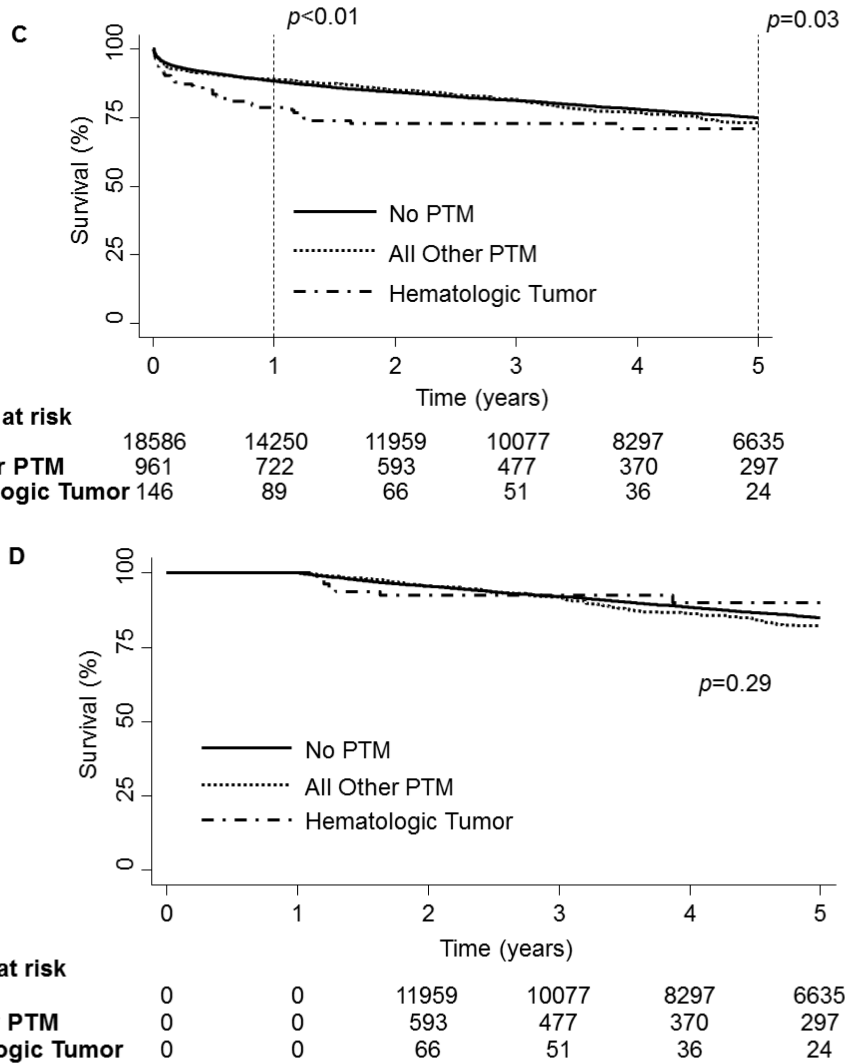 C
p<0.01
p=0.03
100
75
50
25
0
Survival (%)
No PTM
All Other PTM
Hematologic Tumor
0 1 2 3 4 5
Time (years)
at risk
18586 14250 11959 10077 8297 6635
r PTM 961 722 593 477 370 297
ogic Tumor 146 89 66 51 36 24
D
100
75
50
25
0
Survival (%)
p=0.29
No PTM
All Other PTM
Hematologic Tumor
0 1 2 3 4 5
Time (years)
at risk
0 0 11959 10077 8297 6635
PTM 0 0 593 477 370 297
logic Tumor 0 0 66 51 36 24